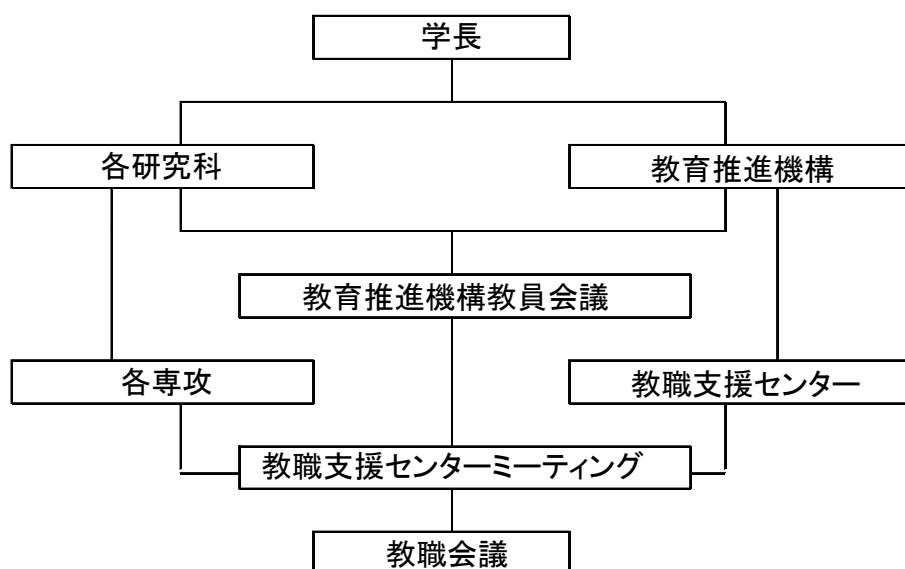 学長
各研究科
教育推進機構
教育推進機構教員会議
各専攻
教職支援センター
教職支援センターミーティング
教職会議